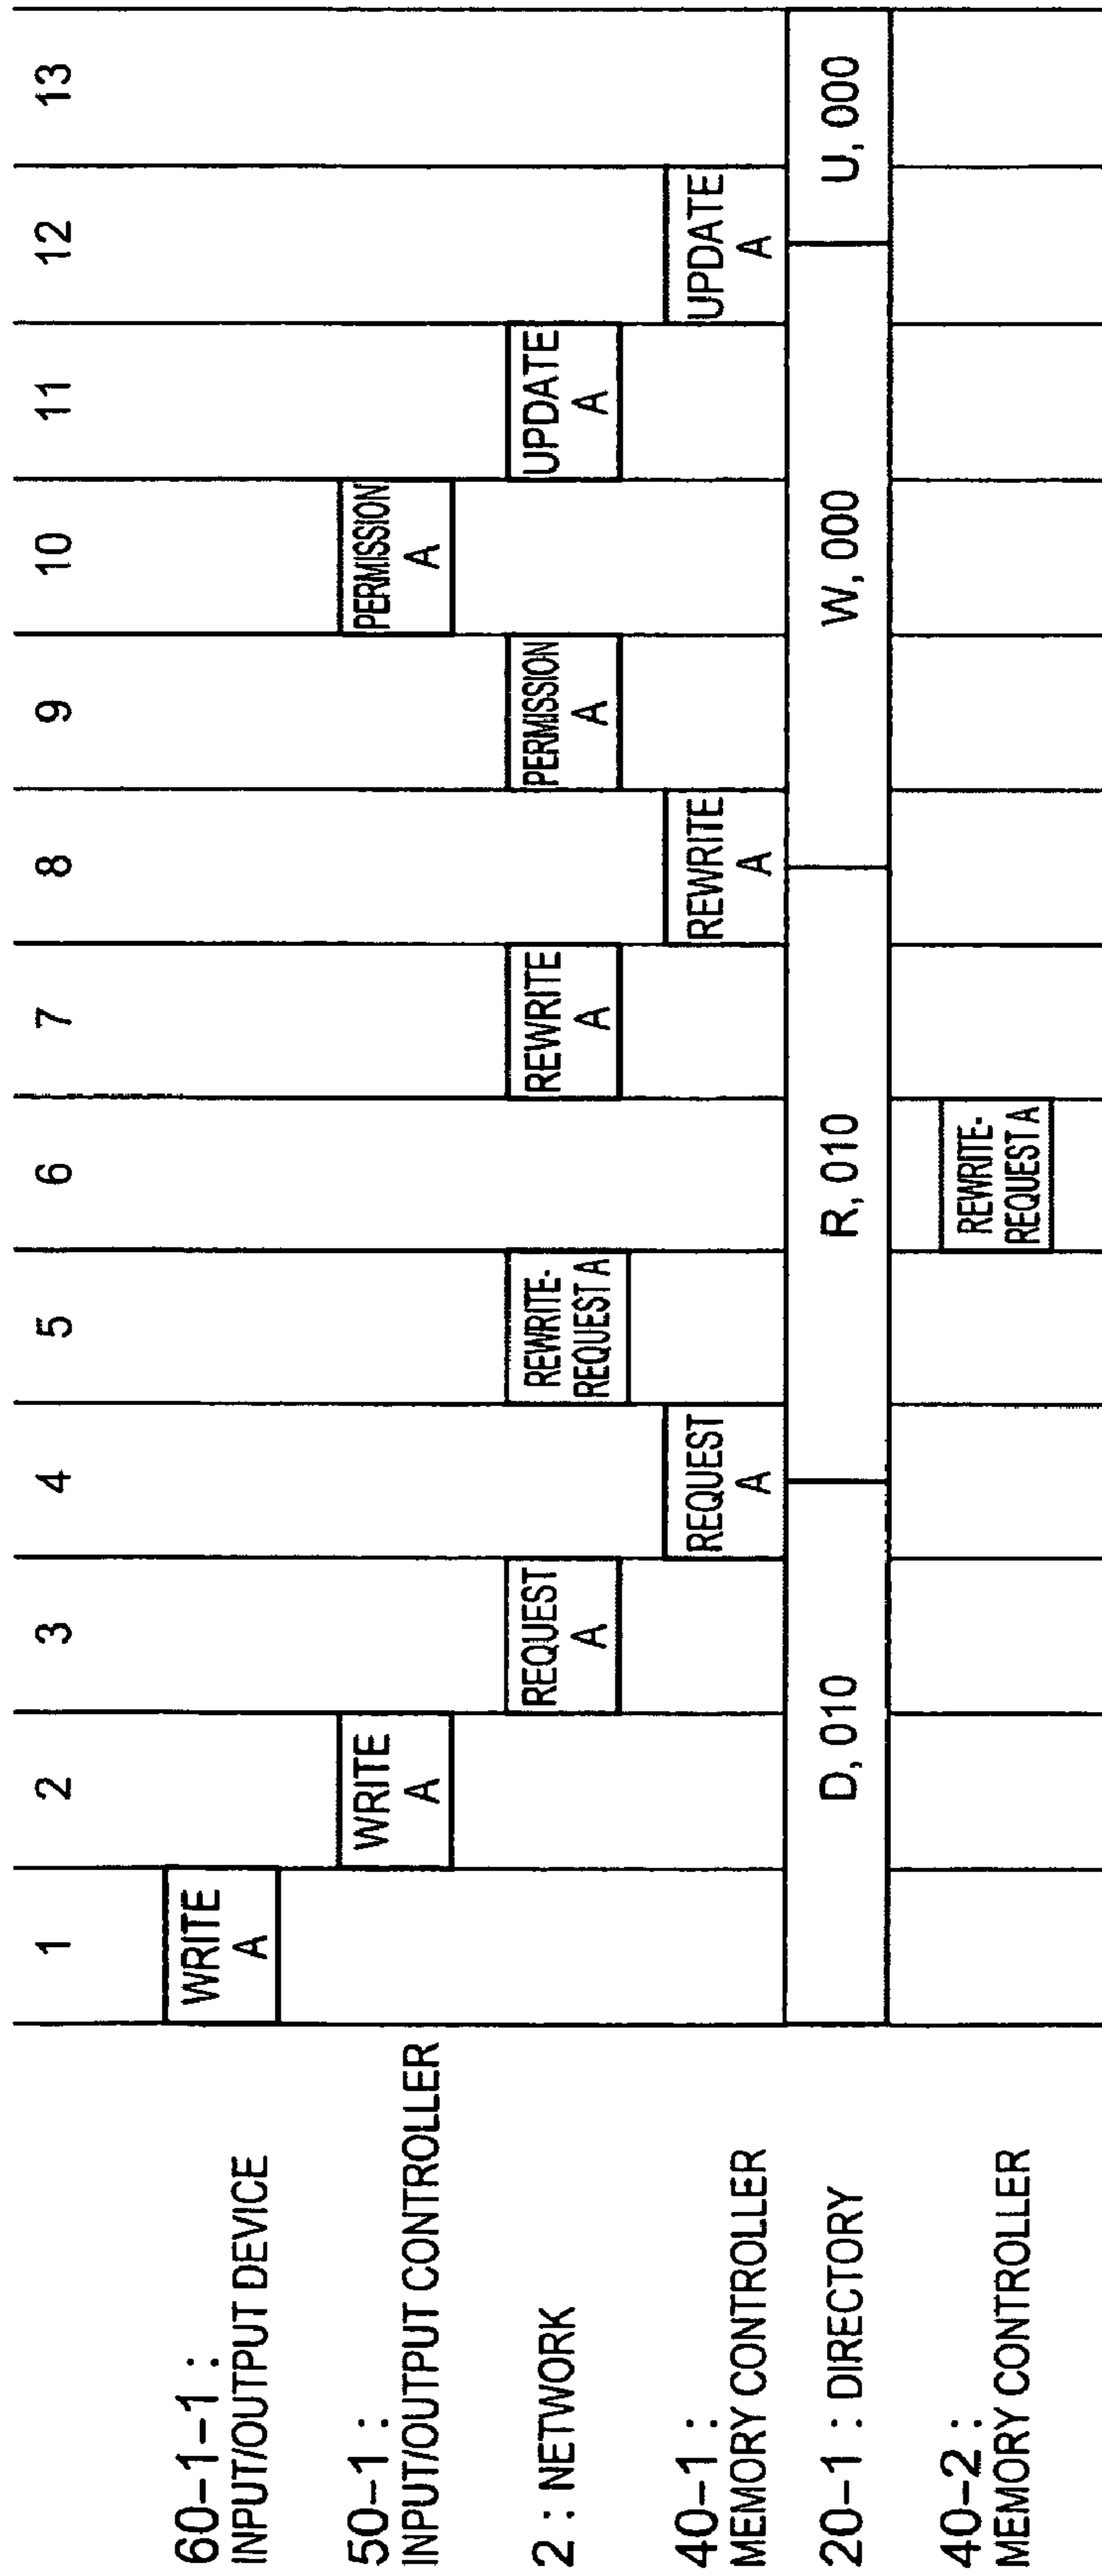 1 2 3 4 5 6 7 8 9 10 11 12 13
60-1-1 :
INPUT/OUTPUT DEVICE
WRITE
A
50-1 :
INPUT/OUTPUT CONTROLLER
WRITE
A
PERMISSION
A
2 : NETWORK
REQUEST
A
REWRITE-
REQUEST A
REWRITE
A
PERMISSION
A
UPDATE
A
40-1 :
MEMORY CONTROLLER
REQUEST
A
REWRITE
A
UPDATE
A
20-1 : DIRECTORY
D, 010
R, 010
W, 000
U, 000
40-2 :
MEMORY CONTROLLER
REWRITE-
REQUEST A